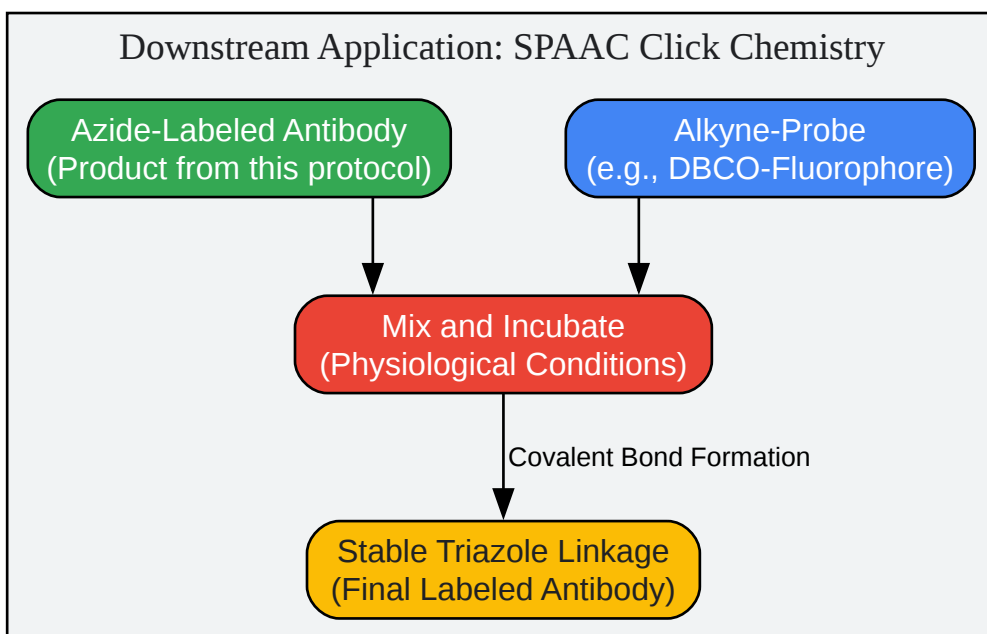 Downstream Application: SPAAC Click Chemistry
Azide-Labeled Antibody
(Product from this protocol)
Alkyne-Probe
(e.g., DBCO-Fluorophore)
Mix and Incubate
(Physiological Conditions)
Covalent Bond Formation
Stable Triazole Linkage
(Final Labeled Antibody)